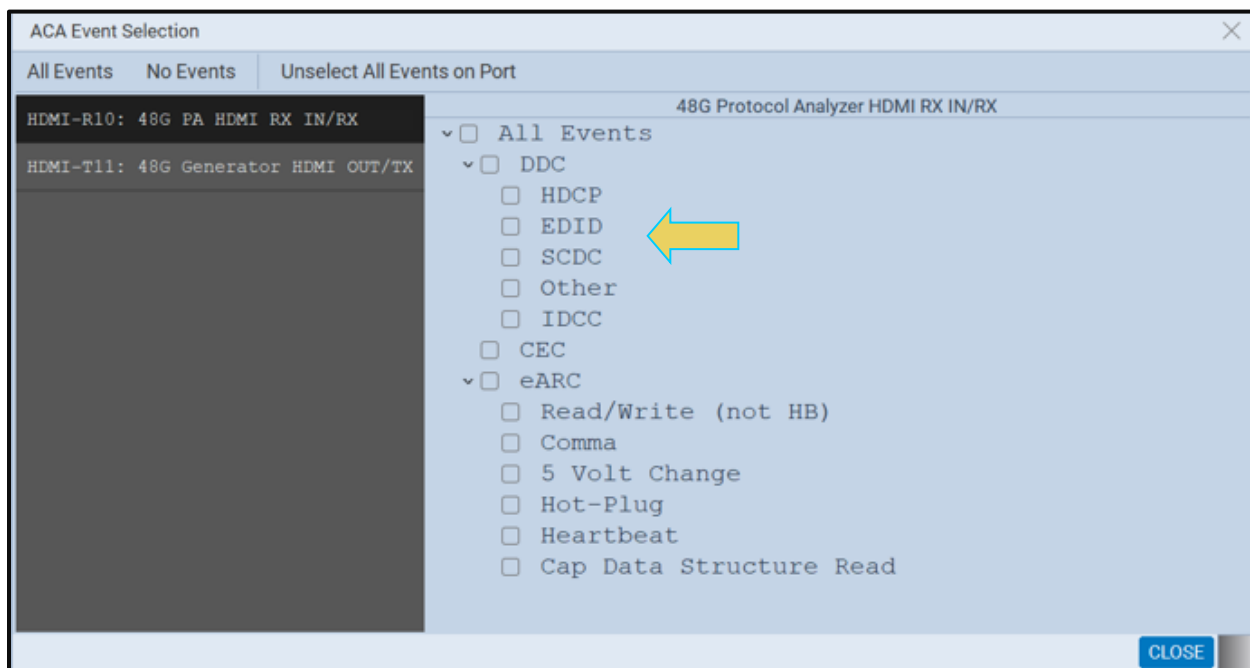 ACA Event Selection
All Events No Events Unselect All Events on Port
HDMI-R10: 48G PA HDMI RX IN/RX
HDMI-T11: 48G Generator HDMI OUT/TX
48G Protocol Analyzer HDMI RX IN/RX
All Events
DDC
HDCP
EDID
SCDC
Other
IDCC
CEC
eARC
Read/Write (not HB)
Comma
5 Volt Change
Hot-Plug
Heartbeat
Cap Data Structure Read
CLOSE